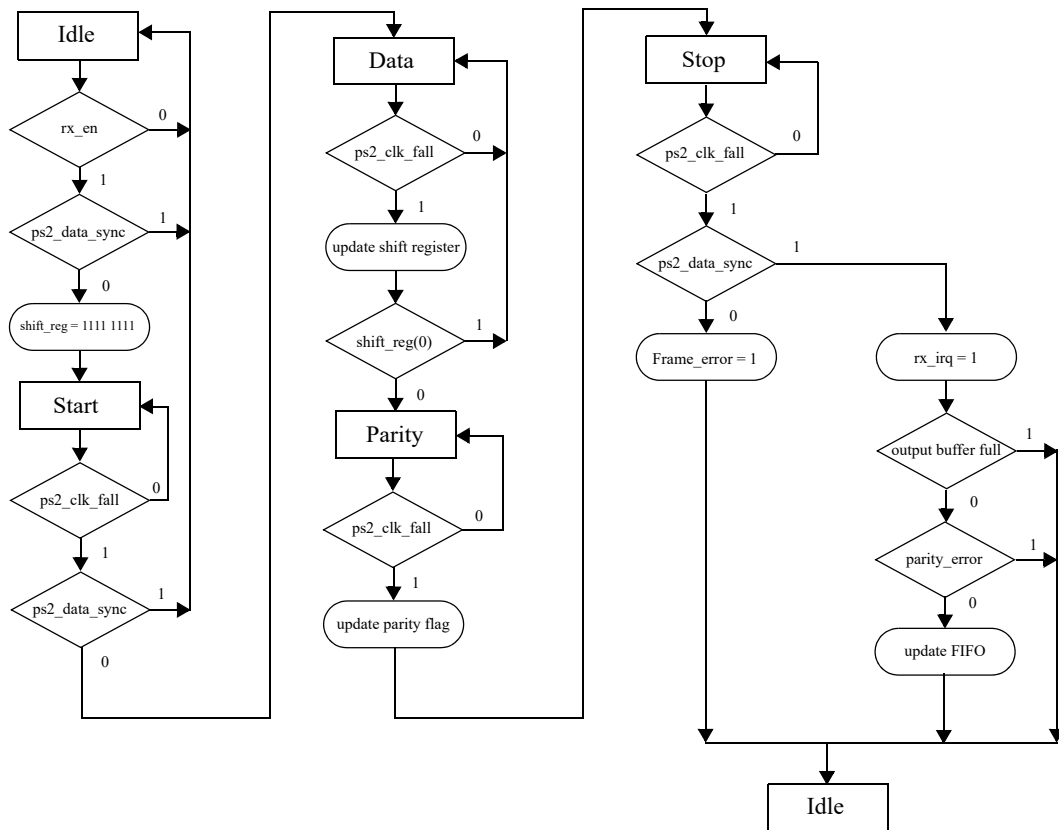 Idle
rx_en
0
1
ps2_data_sync
1
0
shift_reg = 1111 1111
Start
ps2_clk_fall
0
1
ps2_data_sync
1
0
Data
ps2_clk_fall
0
1
update shift register
shift_reg(0)
1
0
Parity
ps2_clk_fall
0
1
update parity flag
Stop
ps2_clk_fall
0
1
ps2_data_sync
1
0
Frame_error = 1
rx_irq = 1
output buffer full
1
0
parity_error
1
0
update FIFO
Idle